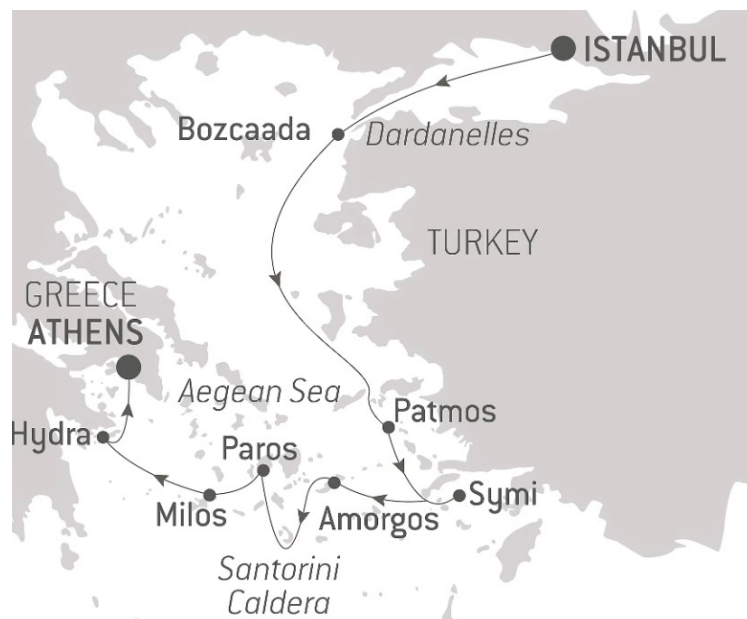 ISTANBUL
Bozcaada
Dardanelles
TURKEY
GREECE
ATHENS
Aegean Sea
Patmos
Hydra
Paros
Symi
Milos
Amorgos
Santorini
Caldera